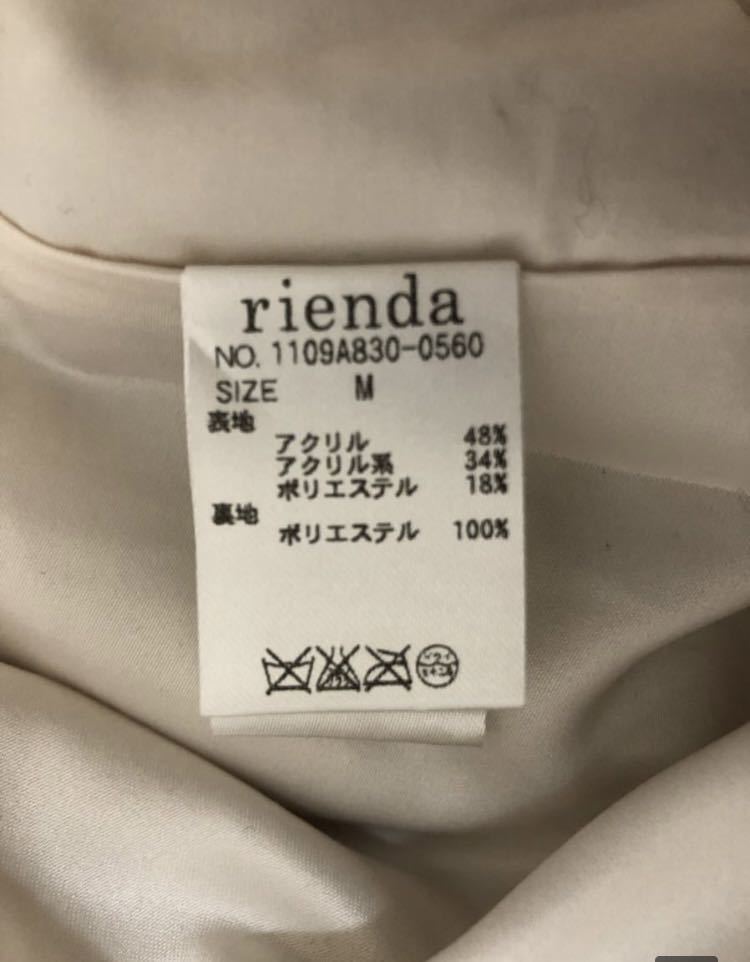 rienda
NO. 1109A830-0560
SIZE M
表地
アクリル 48%
アクリル系 34%
ポリエステル 18%
裏地
ポリエステル 100%